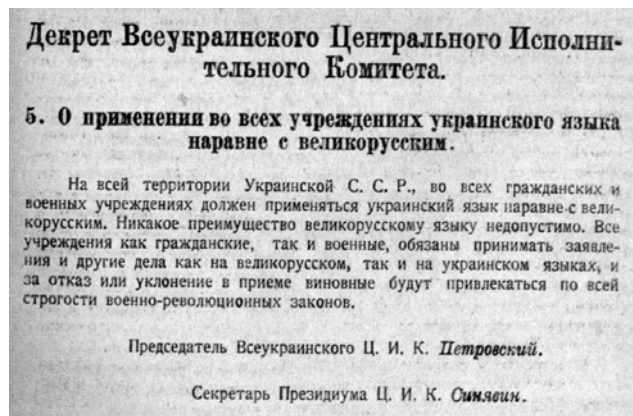 Декрет Всеукраинского Центрального Исполни-
тельного Комитета.
5. О применении во всех учреждениях украинского языка
наравне с великорусским.
На всей территории Украинской С. С. Р., во всех гражданских и
военных учреждениях должен применяться украинский язык наравне с вели-
корусским. Никакое преимущество великорусскому языку недопустимо. Все
учреждения как гражданские, так и военные, обязаны принимать заявле-
ния и другие дела как на великорусском, так и на украинском языках, и
за отказ или уклонение в приеме виновные будут привлекаться по всей
строгости военно-революционных законов.
Председатель Всеукраинского Ц. И. К. Петровский.
Секретарь Президиума Ц. И. К. Синявин.